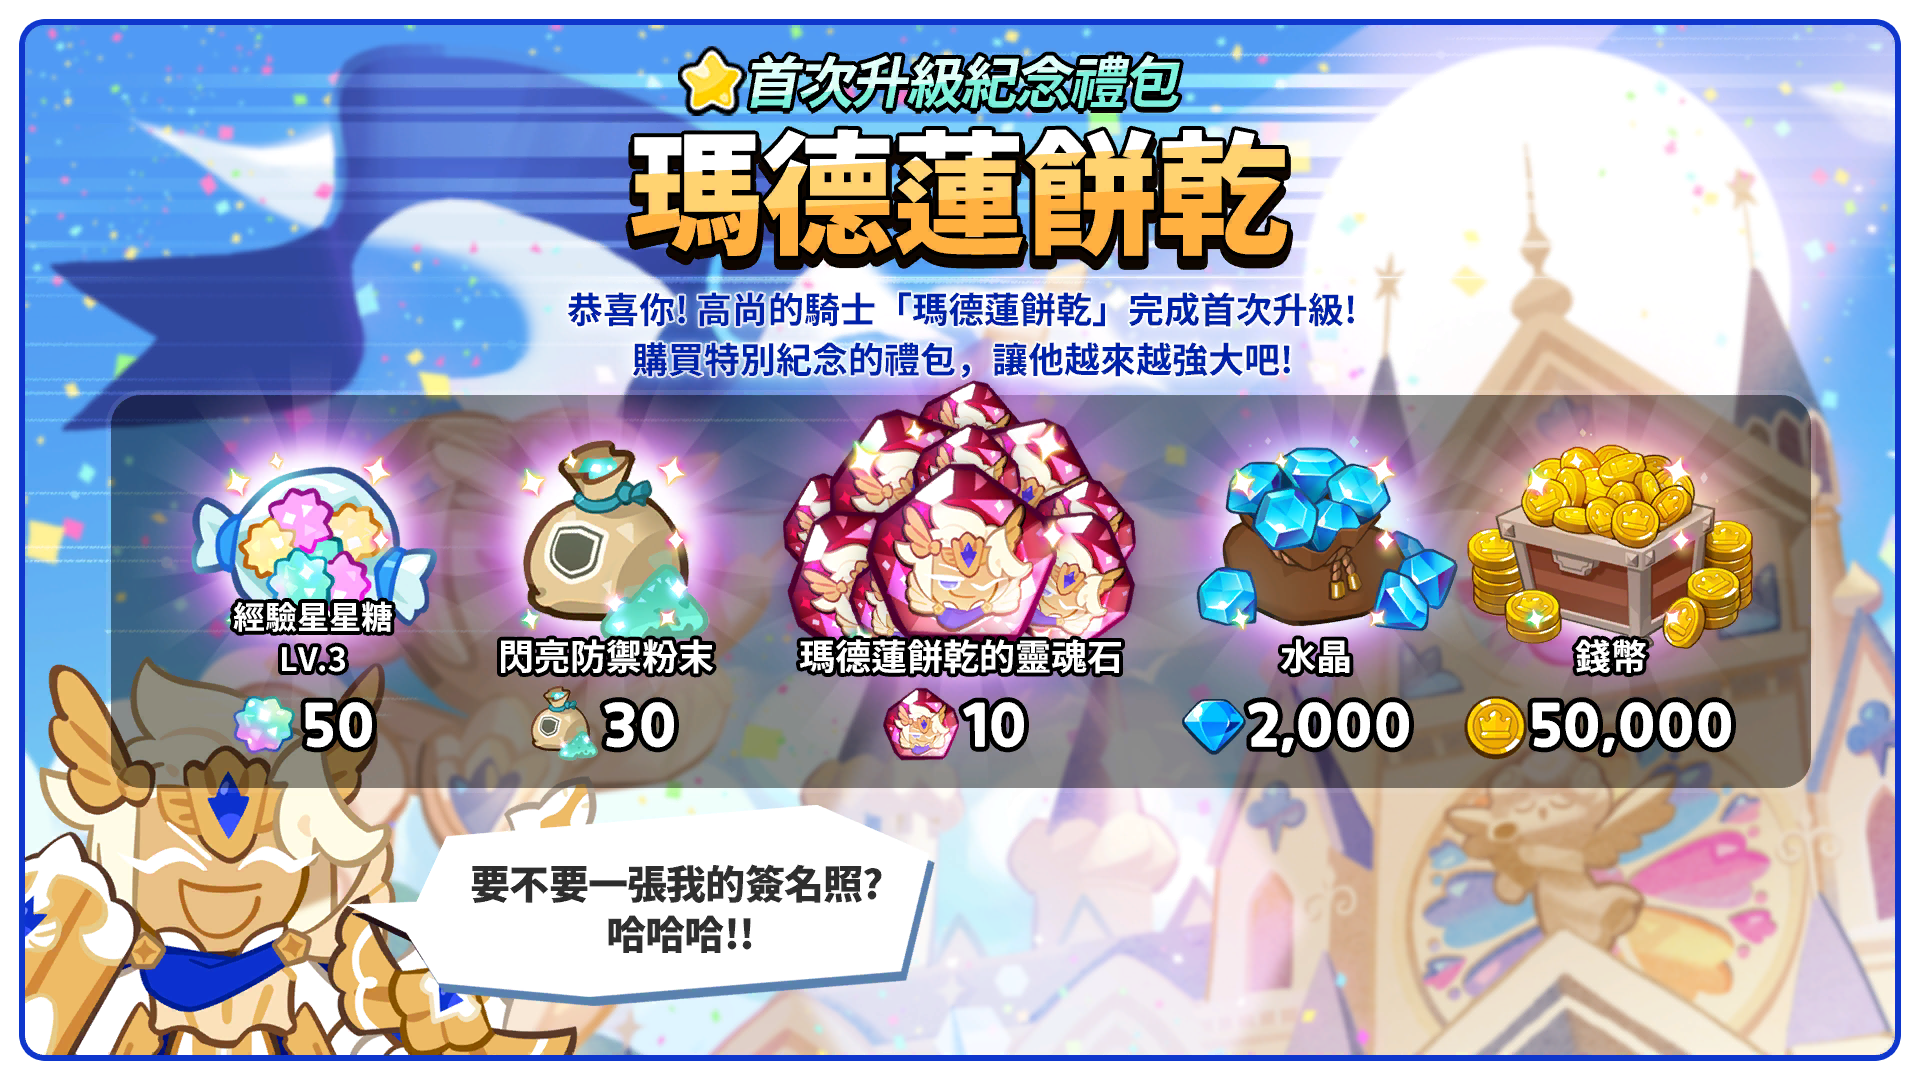 首次升級紀念禮包
瑪德蓮餅乾
恭喜你! 高尚的騎士「瑪德蓮餅乾」完成首次升級!
購買特別紀念的禮包，讓他越來越強大吧!
經驗星星糖
LV.3
50
閃亮防禦粉末
30
瑪德蓮餅乾的靈魂石
10
水晶
2,000
錢幣
50,000
要不要一張我的簽名照?
哈哈哈!!